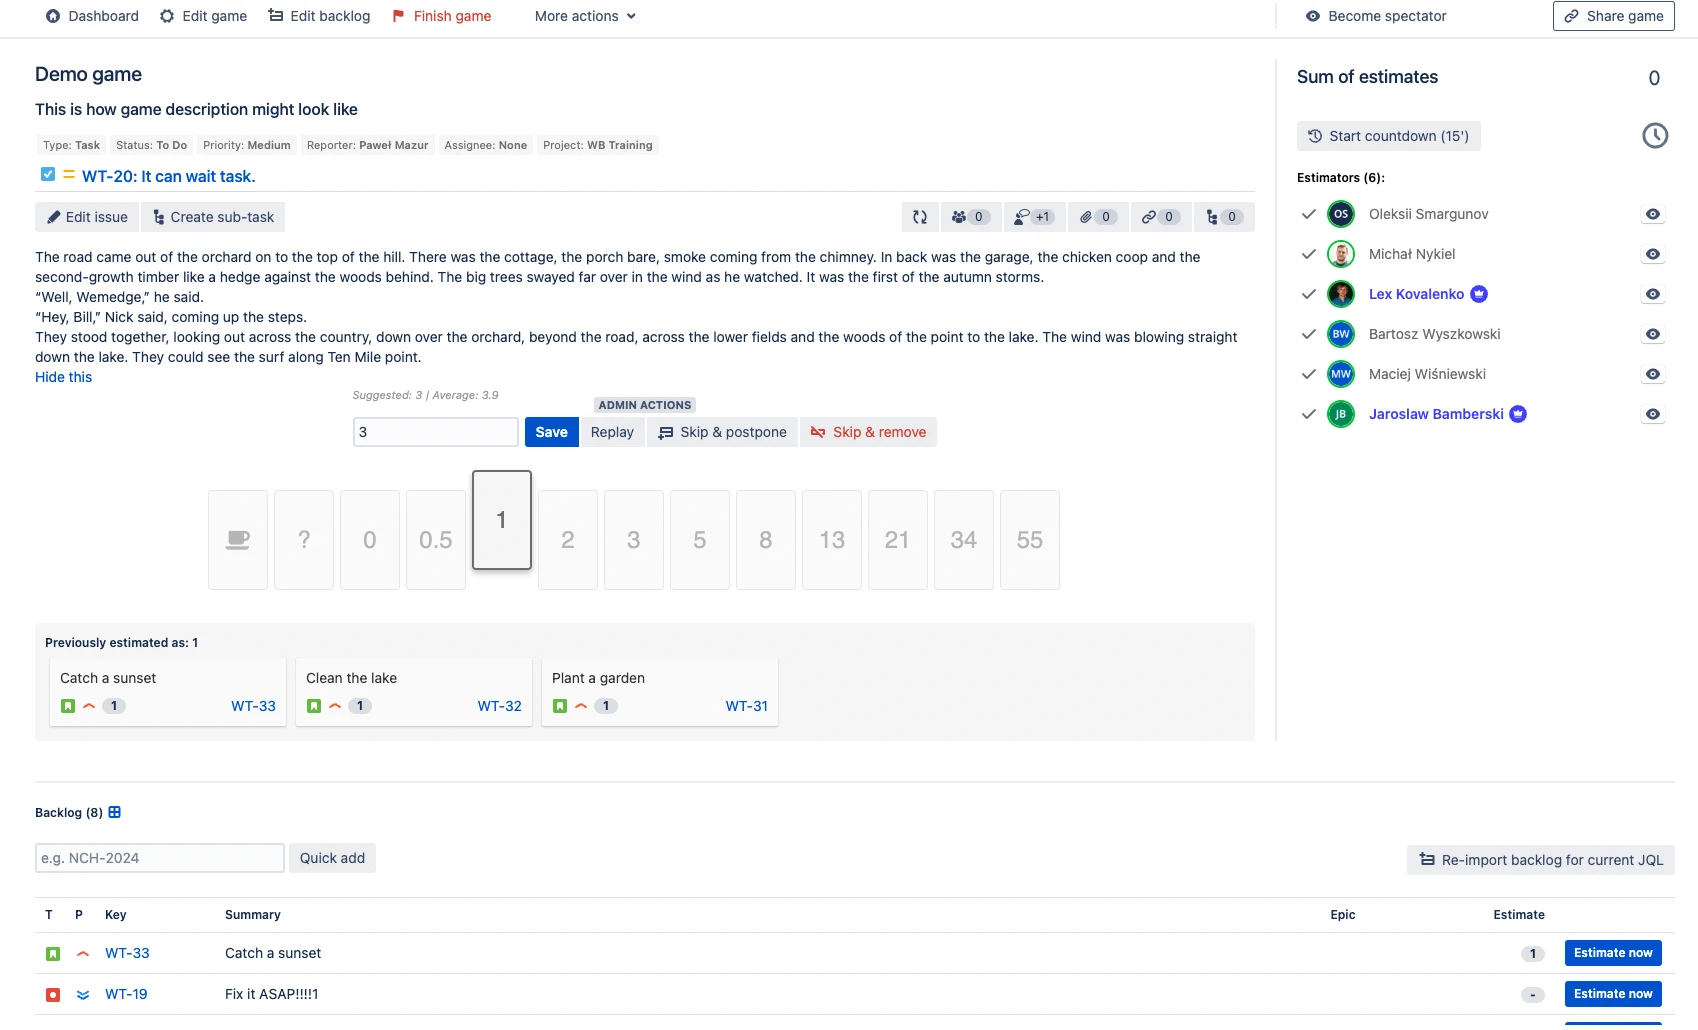 Dashboard Edit game Edit backlog Finish game More actions Become spectator Share game
Demo game
This is how game description might look like
Type: Task Status: To Do Priority: Medium Reporter: Paweł Mazur Assignee: None Project: WB Training
WT-20: It can wait task.
Edit issue Create sub-task 0 +1 0 0 0
The road came out of the orchard on to the top of the hill. There was the cottage, the porch bare, smoke coming from the chimney. In back was the garage, the chicken coop and the
second-growth timber like a hedge against the woods behind. The big trees swayed far over in the wind as he watched. It was the first of the autumn storms.
“Well, Wemedge,” he said.
“Hey, Bill,” Nick said, coming up the steps.
They stood together, looking out across the country, down over the orchard, beyond the road, across the lower fields and the woods of the point to the lake. The wind was blowing straight
down the lake. They could see the surf along Ten Mile point.
Hide this
Suggested: 3 | Average: 3.9
ADMIN ACTIONS
3 Save Replay Skip & postpone Skip & remove
? 0 0.5 1 2 3 5 8 13 21 34 55
Previously estimated as: 1
Catch a sunset
1 WT-33
Clean the lake
1 WT-32
Plant a garden
1 WT-31
Sum of estimates 0
Start countdown (15')
Estimators (6):
OS Oleksii Smargunov
Michał Nykiel
Lex Kovalenko
BW Bartosz Wyszkowski
MW Maciej Wiśniewski
JB Jaroslaw Bamberski
Backlog (8)
e.g. NCH-2024 Quick add Re-import backlog for current JQL
T P Key Summary Epic Estimate
WT-33 Catch a sunset 1 Estimate now
WT-19 Fix it ASAP!!!!1 - Estimate now